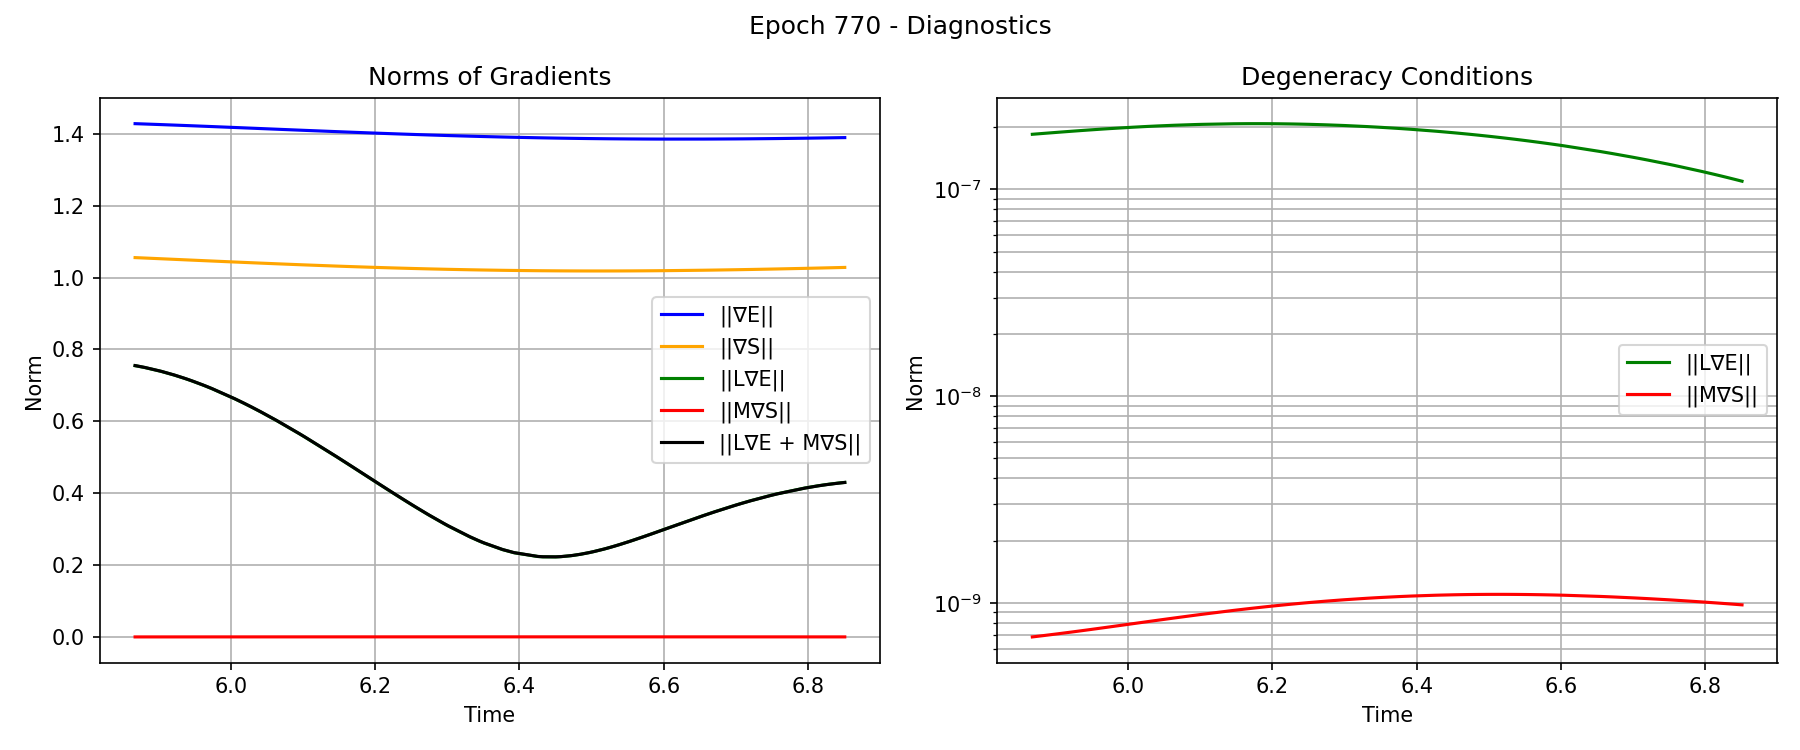 Epoch 770 - Diagnostics
Norms of Gradients
Norm
1.4
1.2
1.0
0.8
0.6
0.4
0.2
0.0
||∇E||
||∇S||
||L∇E||
||M∇S||
||L∇E + M∇S||
6.0 6.2 6.4 6.6 6.8
Time
Degeneracy Conditions
Norm
10⁻⁷
10⁻⁸
10⁻⁹
||L∇E||
||M∇S||
6.0 6.2 6.4 6.6 6.8
Time